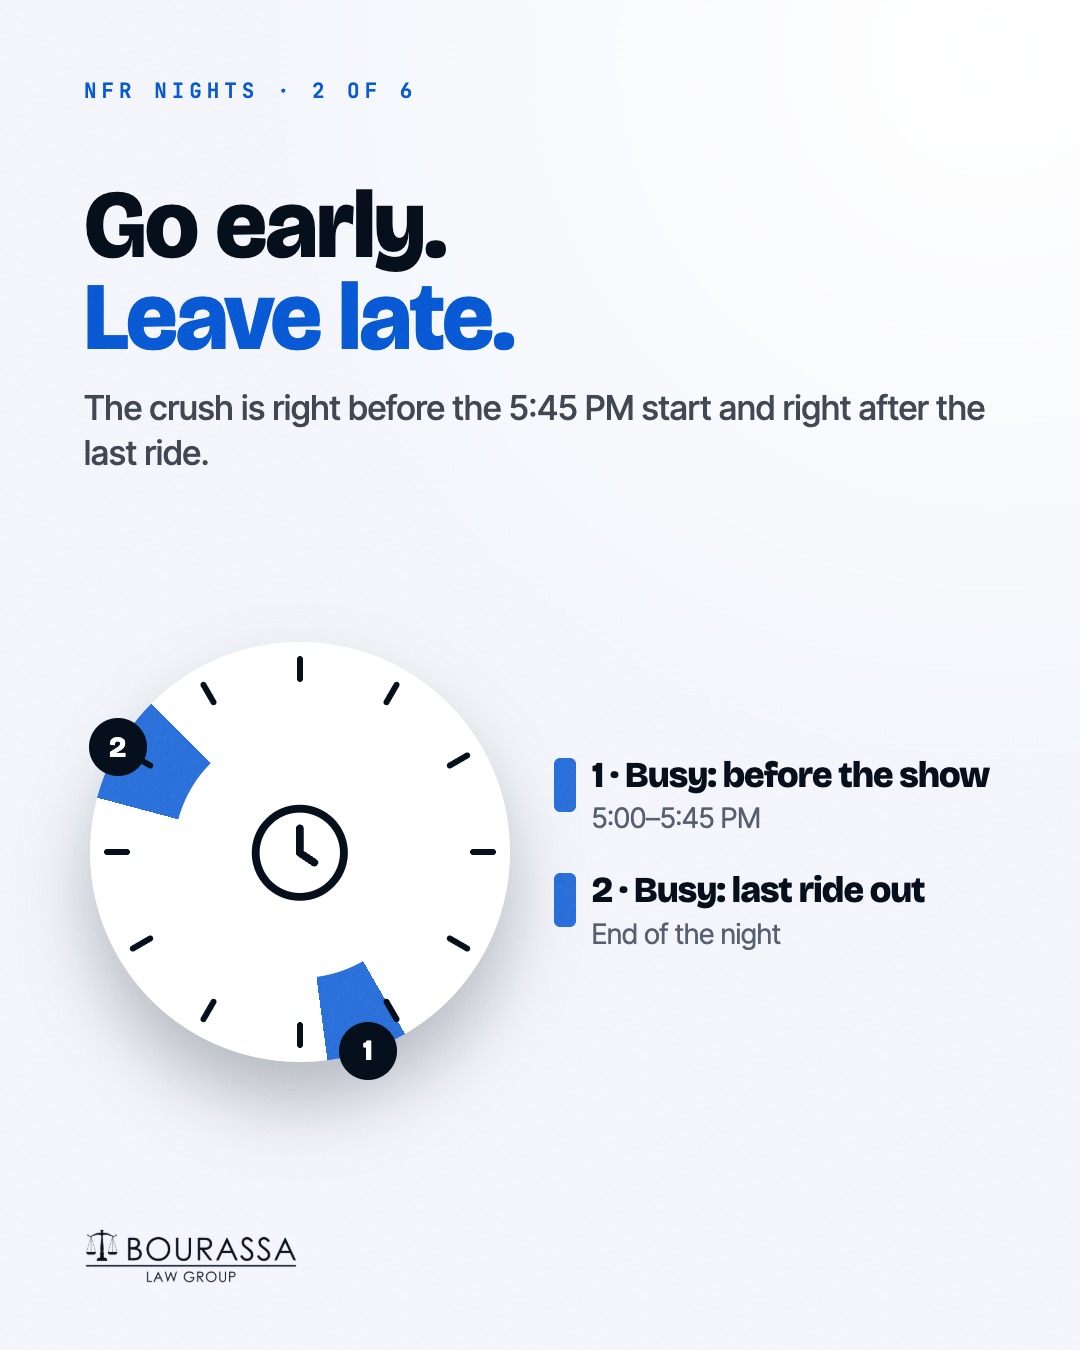 NFR NIGHTS · 2 OF 6
Go early.
Leave late.
The crush is right before the 5:45 PM start and right after the
last ride.
2
1
1 · Busy: before the show
5:00–5:45 PM
2 · Busy: last ride out
End of the night
BOURASSA
LAW GROUP